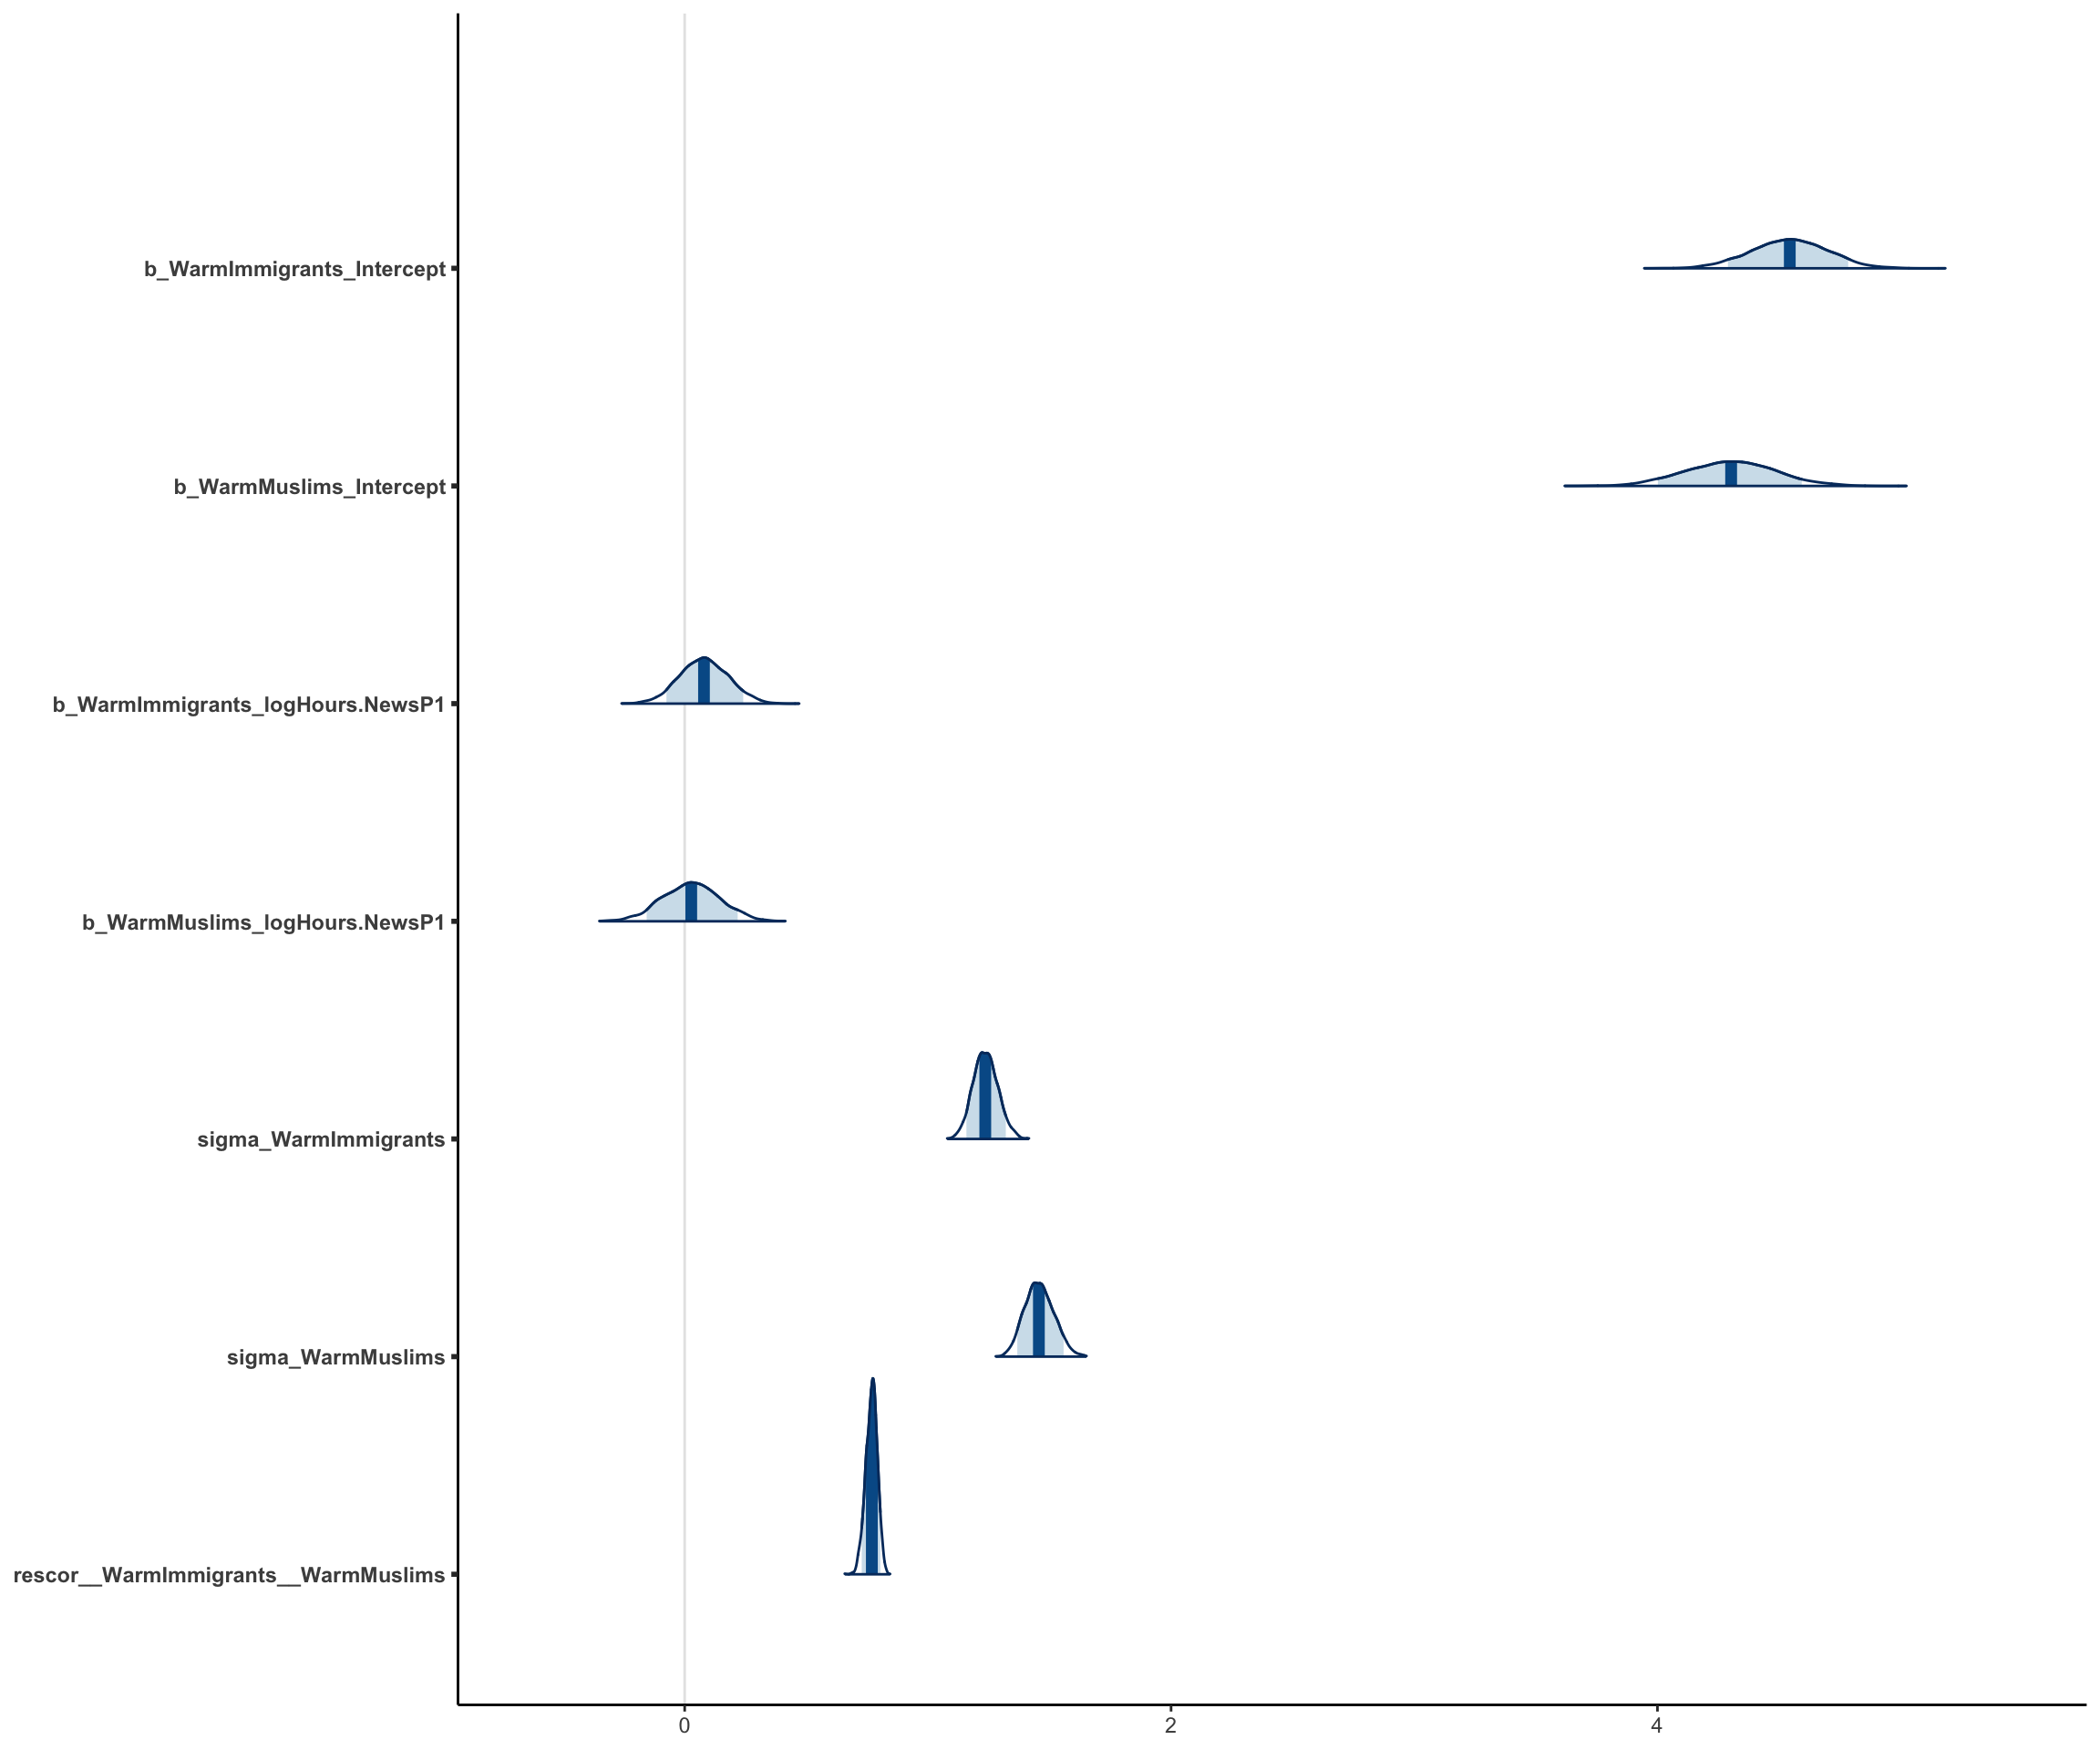 b_WarmImmigrants_Intercept
b_WarmMuslims_Intercept
b_WarmImmigrants_logHours.NewsP1
b_WarmMuslims_logHours.NewsP1
sigma_WarmImmigrants
sigma_WarmMuslims
rescor__WarmImmigrants__WarmMuslims
0 2 4